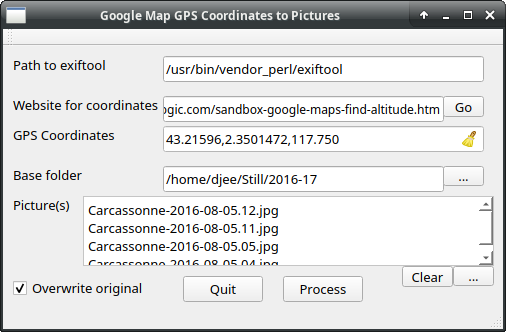 Google Map GPS Coordinates to Pictures
Path to exiftool /usr/bin/vendor_perl/exiftool
Website for coordinates ogic.com/sandbox-google-maps-find-altitude.htm Go
GPS Coordinates 43.21596,2.3501472,117.750
Base folder /home/djee/Still/2016-17 ...
Picture(s)
Carcassonne-2016-08-05.12.jpg
Carcassonne-2016-08-05.11.jpg
Carcassonne-2016-08-05.05.jpg
Carcassonne-2016-08-05.04.jpg
Clear ...
Overwrite original Quit Process